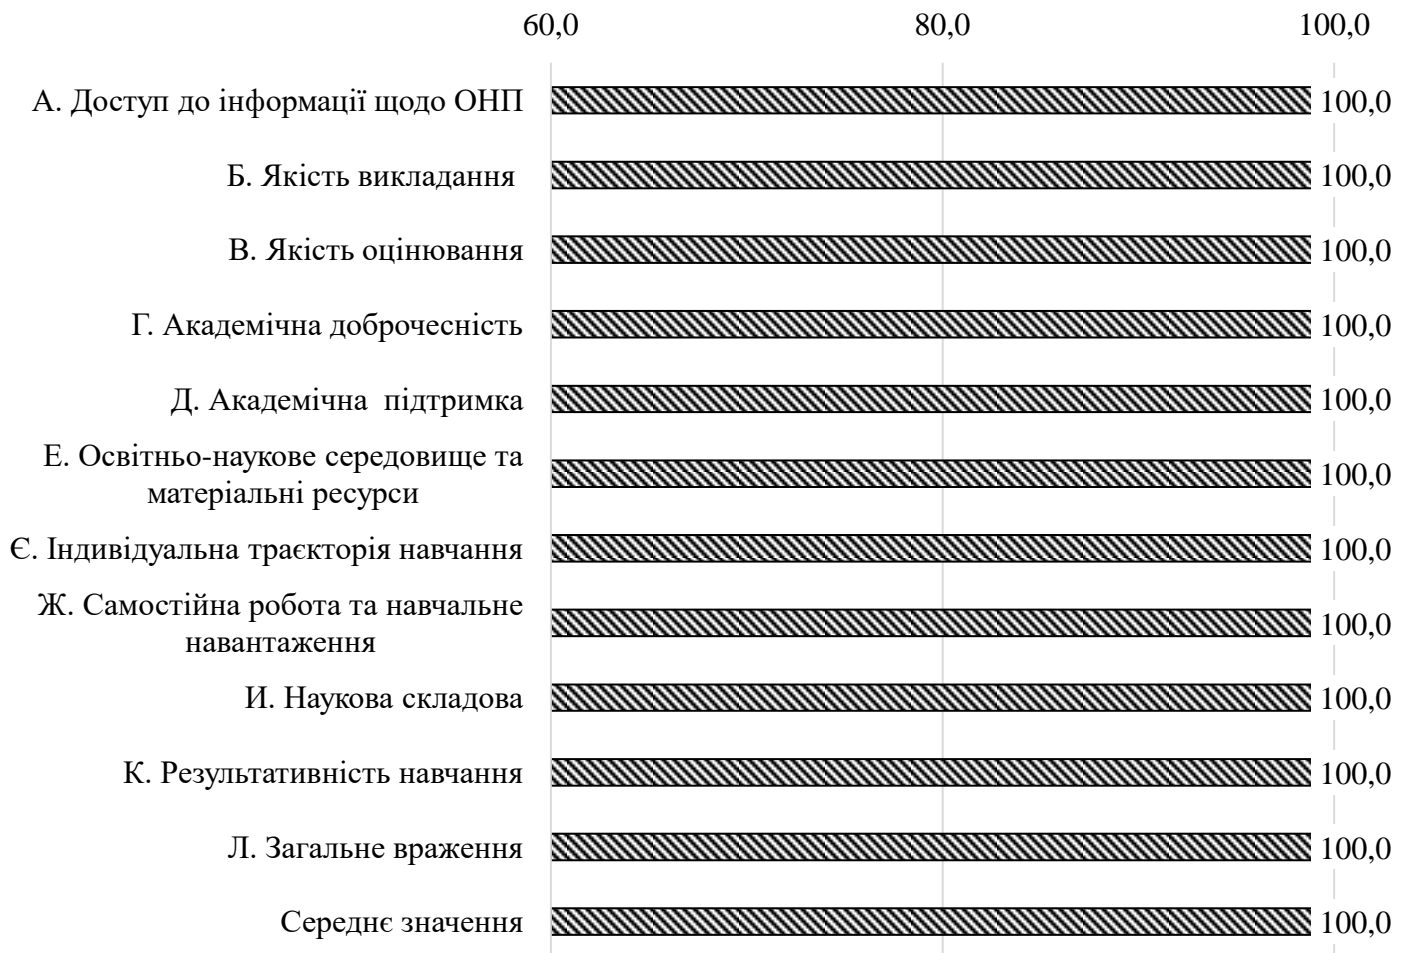 60,0 80,0 100,0
А. Доступ до інформації щодо ОНП 100,0
Б. Якість викладання 100,0
В. Якість оцінювання 100,0
Г. Академічна доброчесність 100,0
Д. Академічна підтримка 100,0
Е. Освітньо-наукове середовище та
матеріальні ресурси 100,0
Є. Індивідуальна траєкторія навчання 100,0
Ж. Самостійна робота та навчальне
навантаження 100,0
И. Наукова складова 100,0
К. Результативність навчання 100,0
Л. Загальне враження 100,0
Середнє значення 100,0